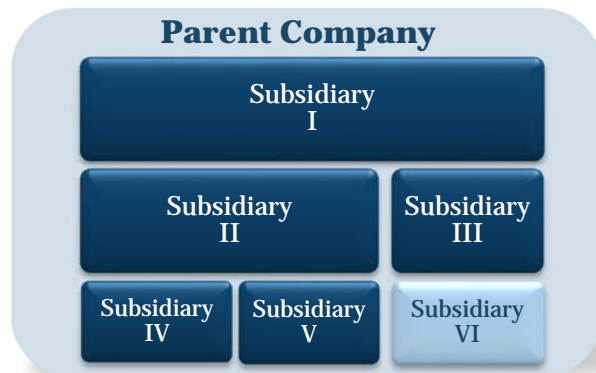 Parent Company
Subsidiary
I
Subsidiary
II
Subsidiary
III
Subsidiary
IV
Subsidiary
V
Subsidiary
VI